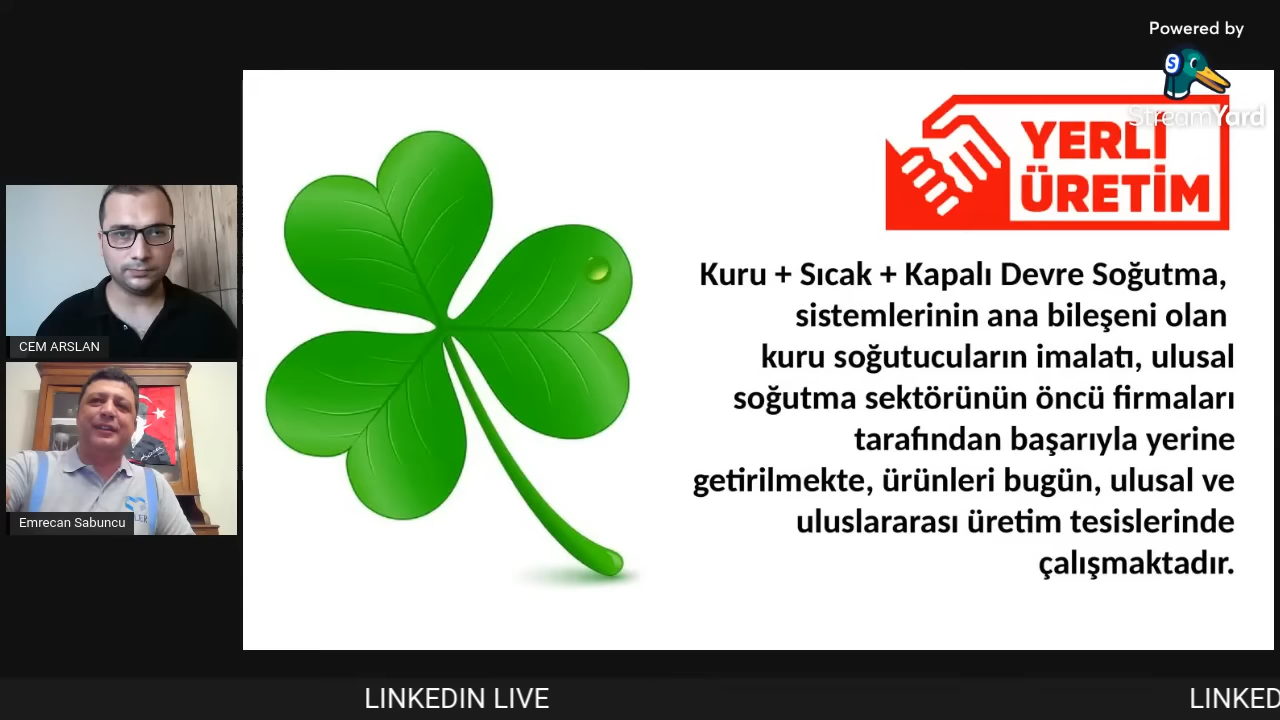 Powered by
StreamYard
YERLİ
ÜRETİM
Kuru + Sıcak + Kapalı Devre Soğutma,
sistemlerinin ana bileşeni olan
kuru soğutucuların imalatı, ulusal
soğutma sektörünün öncü firmaları
tarafından başarıyla yerine
getirilmekte, ürünleri bugün, ulusal ve
uluslararası üretim tesislerinde
çalışmaktadır.
CEM ARSLAN
Emrecan Sabuncu
LINKEDIN LIVE
LINKED